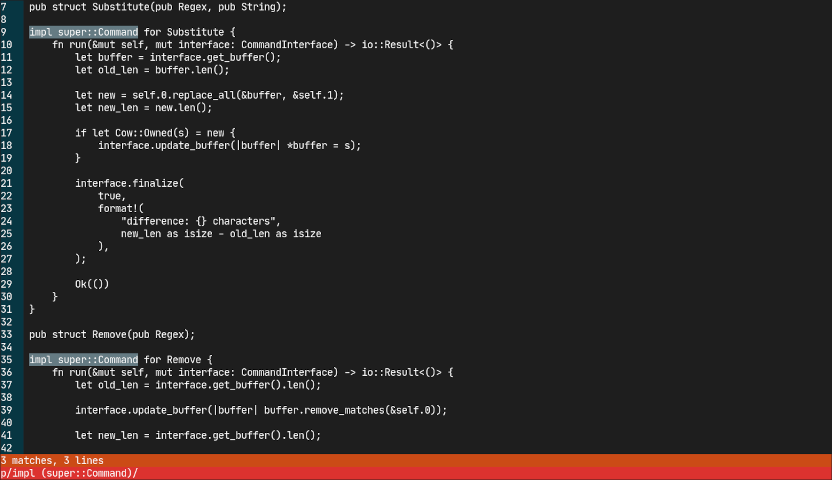 7 pub struct Substitute(pub Regex, pub String);
8
9 impl super::Command for Substitute {
10     fn run(&mut self, mut interface: CommandInterface) -> io::Result<()> {
11         let buffer = interface.get_buffer();
12         let old_len = buffer.len();
13
14         let new = self.0.replace_all(&buffer, &self.1);
15         let new_len = new.len();
16
17         if let Cow::Owned(s) = new {
18             interface.update_buffer(|buffer| *buffer = s);
19         }
20
21         interface.finalize(
22             true,
23             format!(
24                 "difference: {} characters",
25                 new_len as isize - old_len as isize
26             ),
27         );
28
29         Ok(())
30     }
31 }
32
33 pub struct Remove(pub Regex);
34
35 impl super::Command for Remove {
36     fn run(&mut self, mut interface: CommandInterface) -> io::Result<()> {
37         let old_len = interface.get_buffer().len();
38
39         interface.update_buffer(|buffer| buffer.remove_matches(&self.0));
40
41         let new_len = interface.get_buffer().len();
42
3 matches, 3 lines
p/impl (super::Command)/